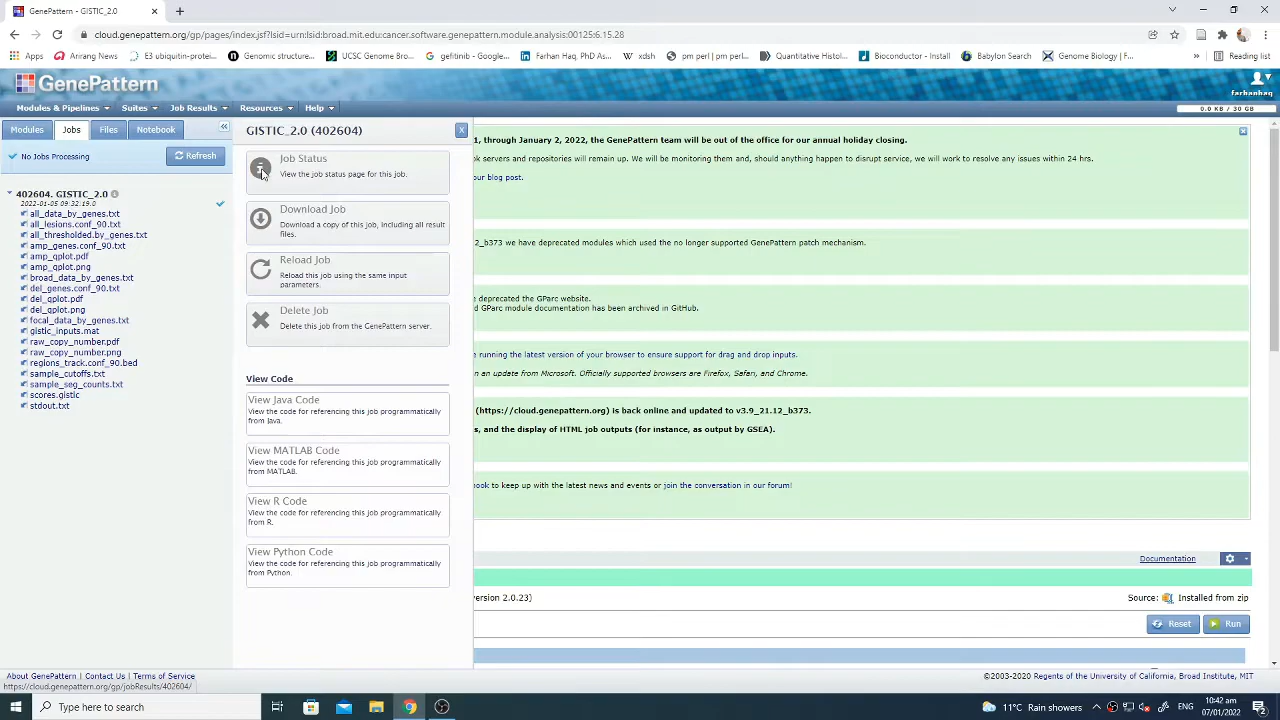 GenePattern - GISTIC_2.0
cloud.genepattern.org/gp/pages/index.jsf?lsid=urn:lsid:broad.mit.edu:cancer.software.genepattern.module.analysis:00125:6.15.28
Apps
Arirang News
E3 ubiquitin-protei...
Genomic structure...
UCSC Genome Bro...
gefitinib - Google...
Farhan Haq, PhD As...
xdsh
pm perl | pm perl...
Quantitative Histol...
Bioconductor - Install
Babylon Search
Genome Biology | F...
»
Reading list
GenePattern
farhanhaq
Modules & Pipelines
Suites
Job Results
Resources
Help
0.0 KB / 30 GB
Modules
Jobs
Files
Notebook
No Jobs Processing
Refresh
402604. GISTIC_2.0
2022-01-05 09:32:19.0
all_data_by_genes.txt
all_lesions.conf_90.txt
all_thresholded.by_genes.txt
amp_genes.conf_90.txt
amp_qplot.pdf
amp_qplot.png
broad_data_by_genes.txt
del_genes.conf_90.txt
del_qplot.pdf
del_qplot.png
focal_data_by_genes.txt
gistic_inputs.mat
raw_copy_number.pdf
raw_copy_number.png
regions_track.conf_90.bed
sample_cutoffs.txt
sample_seg_counts.txt
scores.gistic
stdout.txt
GISTIC_2.0 (402604)
Job Status
View the job status page for this job.
Download Job
Download a copy of this job, including all result
files.
Reload Job
Reload this job using the same input
parameters.
Delete Job
Delete this job from the GenePattern server.
View Code
View Java Code
View the code for referencing this job programmatically
from Java.
View MATLAB Code
View the code for referencing this job programmatically
from MATLAB.
View R Code
View the code for referencing this job programmatically
from R.
View Python Code
View the code for referencing this job programmatically
from Python.
1, through January 2, 2022, the GenePattern team will be out of the office for our annual holiday closing.
ok servers and repositories will remain up. We will be monitoring them and, should anything happen to disrupt service, we will work to resolve any issues within 24 hrs.
our blog post.
12_b373 we have deprecated modules which used the no longer supported GenePattern patch mechanism.
e deprecated the GParc website.
d GParc module documentation has been archived in GitHub.
e running the latest version of your browser to ensure support for drag and drop inputs.
n an update from Microsoft. Officially supported browsers are Firefox, Safari, and Chrome.
(https://cloud.genepattern.org) is back online and updated to v3.9_21.12_b373.
s, and the display of HTML job outputs (for instance, as output by GSEA).
ook to keep up with the latest news and events or join the conversation in our forum!
Documentation
ersion 2.0.23)
Source:
Installed from zip
Reset
Run
About GenePattern | Contact Us | Terms of Service
©2003-2020 Regents of the University of California, Broad Institute, MIT
https://cloud.genepattern.org/gp/jobResults/402604/
Type here to search
11°C Rain showers
ENG
10:42 am
07/01/2022
2